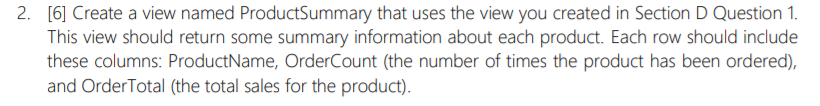 2. [6] Create a view named ProductSummary that uses the view you created in Section D Question 1.
This view should return some summary information about each product. Each row should include
these columns: ProductName, OrderCount (the number of times the product has been ordered),
and OrderTotal (the total sales for the product).